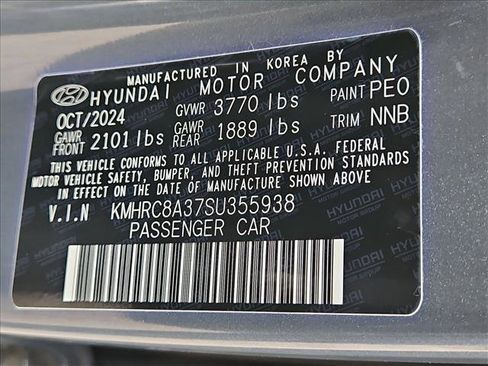 MANUFACTURED IN KOREA BY
HYUNDAI MOTOR COMPANY
OCT/2024 GVWR 3770 lbs PAINT PEO
GAWR FRONT 2101 lbs GAWR REAR 1889 lbs TRIM NNB
THIS VEHICLE CONFORMS TO ALL APPLICABLE U.S.A. FEDERAL
MOTOR VEHICLE SAFETY, BUMPER, AND THEFT PREVENTION STANDARDS
IN EFFECT ON THE DATE OF MANUFACTURE SHOWN ABOVE.
V.I.N KMHRC8A37SU355938
PASSENGER CAR